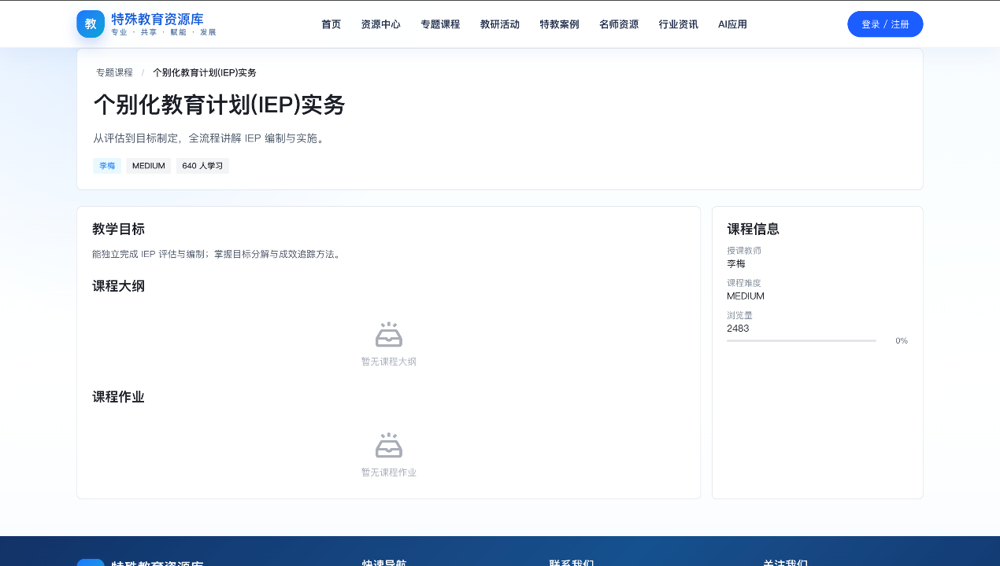 教
特殊教育资源库
专业 · 共享 · 赋能 · 发展
首页 资源中心 专题课程 教研活动 特教案例 名师资源 行业资讯 AI应用
登录 / 注册
专题课程 / 个别化教育计划(IEP)实务
个别化教育计划(IEP)实务
从评估到目标制定，全流程讲解 IEP 编制与实施。
李梅 MEDIUM 640 人学习
教学目标
能独立完成 IEP 评估与编制；掌握目标分解与成效追踪方法。
课程大纲
暂无课程大纲
课程作业
暂无课程作业
课程信息
授课教师
李梅
课程难度
MEDIUM
浏览量
2483
0%
特殊教育资源库
快速导航
联系我们
关注我们